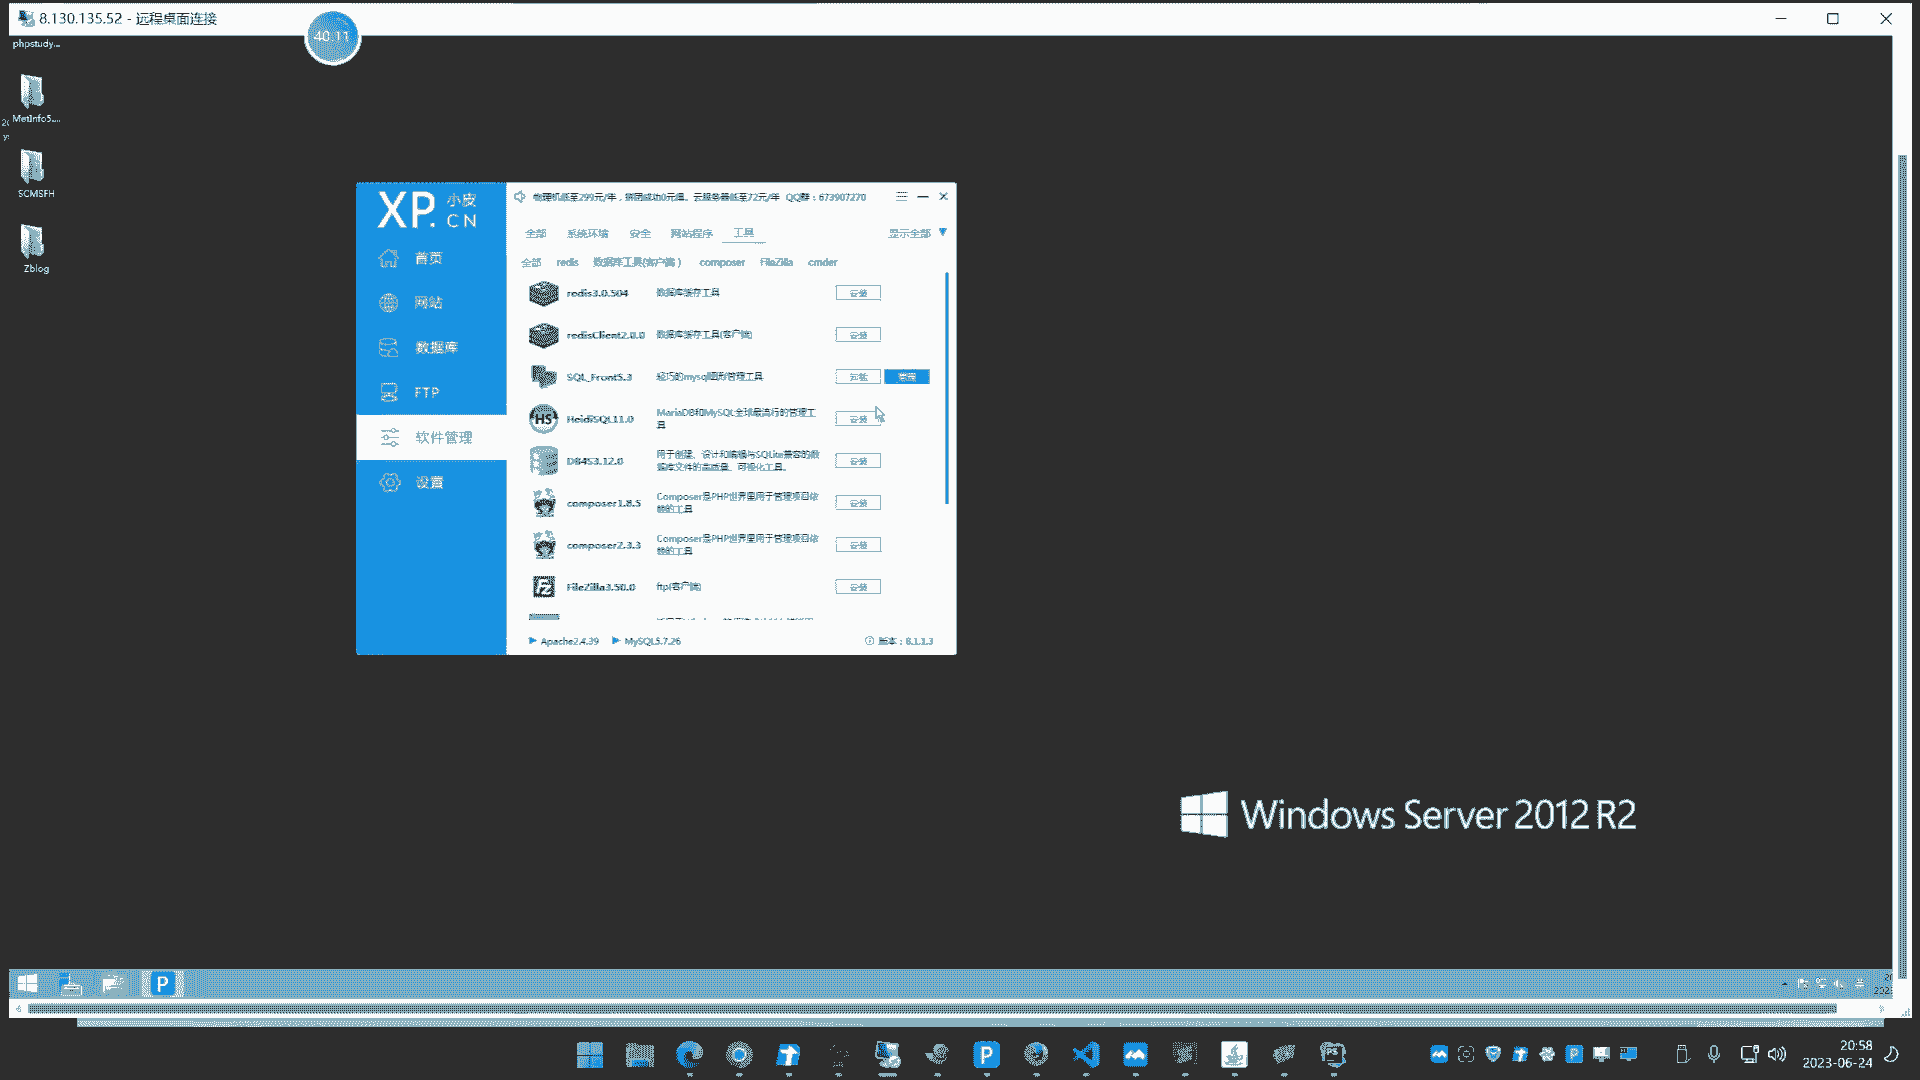 8.130.135.52 - 远程桌面连接
40:11
phpstudy...
MetInfo5....
SCMSFH
Zblog
XP.小皮
CN
首页
网站
数据库
FTP
软件管理
设置
物理机低至299元/年，拼团成功0元用。云服务器低至72元/年 QQ群：673907270
全部 系统环境 安全 网站程序 工具 显示全部
全部 redis 数据库工具(客户端) composer FileZilla cmder
redis3.0.504 数据库缓存工具 安装
redisClient2.0.0 数据库缓存工具(客户端) 安装
SQL_Front5.3 轻巧的mysql图形管理工具 卸载 管理
HeidiSQL11.0 MariaDB和MySQL全球最流行的管理工
具 安装
DB4S3.12.0 用于创建、设计和编辑与SQLite兼容的数
据库文件的高质量、可视化工具。 安装
composer1.8.5 Composer是PHP世界里用于管理项目依
赖的工具 安装
composer2.3.3 Composer是PHP世界里用于管理项目依
赖的工具 安装
FileZilla3.50.0 ftp(客户端) 安装
Apache2.4.39 MySQL5.7.26 版本：8.1.1.3
Windows Server 2012 R2
20:58
2023-06-24